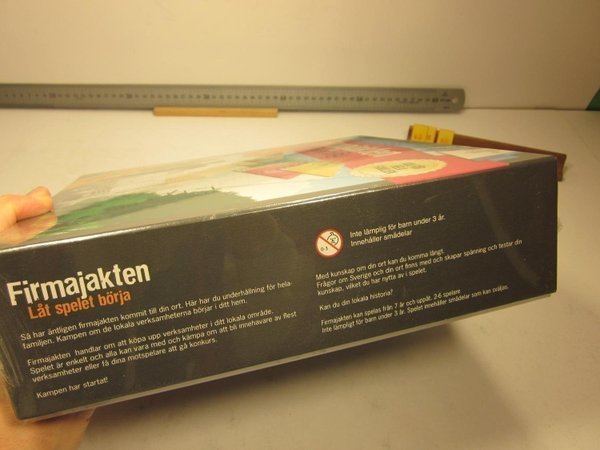 Firmajakten
Låt spelet börja
Så har äntligen firmajakten kommit till din ort. Här har du underhållning för hela-
familjen. Kampen om de lokala verksamheterna börjar i ditt hem.
Firmajakten handlar om att köpa upp verksamheter i ditt lokala område.
Spelet är enkelt och alla kan vara med och kämpa om att bli innehavare av flest
verksamheter eller få dina motspelare att gå konkurs.
Kampen har startat!
0-3
Inte lämplig för barn under 3 år.
Innehåller smådelar
Med kunskap om din ort kan du komma långt.
Frågor om Sverige och din ort finns med och skapar spänning och testar din
kunskap, vilket du har nytta av i spelet.
Kan du din lokala historia?
Firmajakten kan spelas från 7 år och uppåt. 2-6 spelare
Inte lämpligt för barn under 3 år. Spelet innehåller smådelar som kan sväljas.